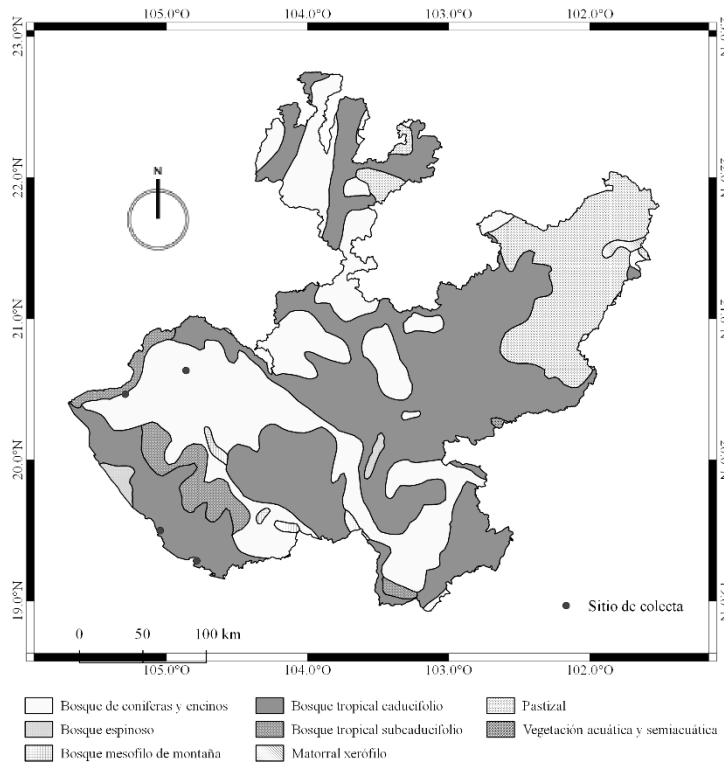 105.0°O 104.0°O 103.0°O 102.0°O
23.0°N
22.0°N
N
21.0°N
20.0°N
19.0°N
Sitio de colecta
0 50 100 km
105.0°O 104.0°O 103.0°O 102.0°O
Bosque de coniferas y encinos
Bosque tropical caducifolio
Pastizal
Bosque espinoso
Bosque tropical subcaducifolio
Vegetación acuática y semiacuática
Bosque mesofilo de montaña
Matorral xerófilo